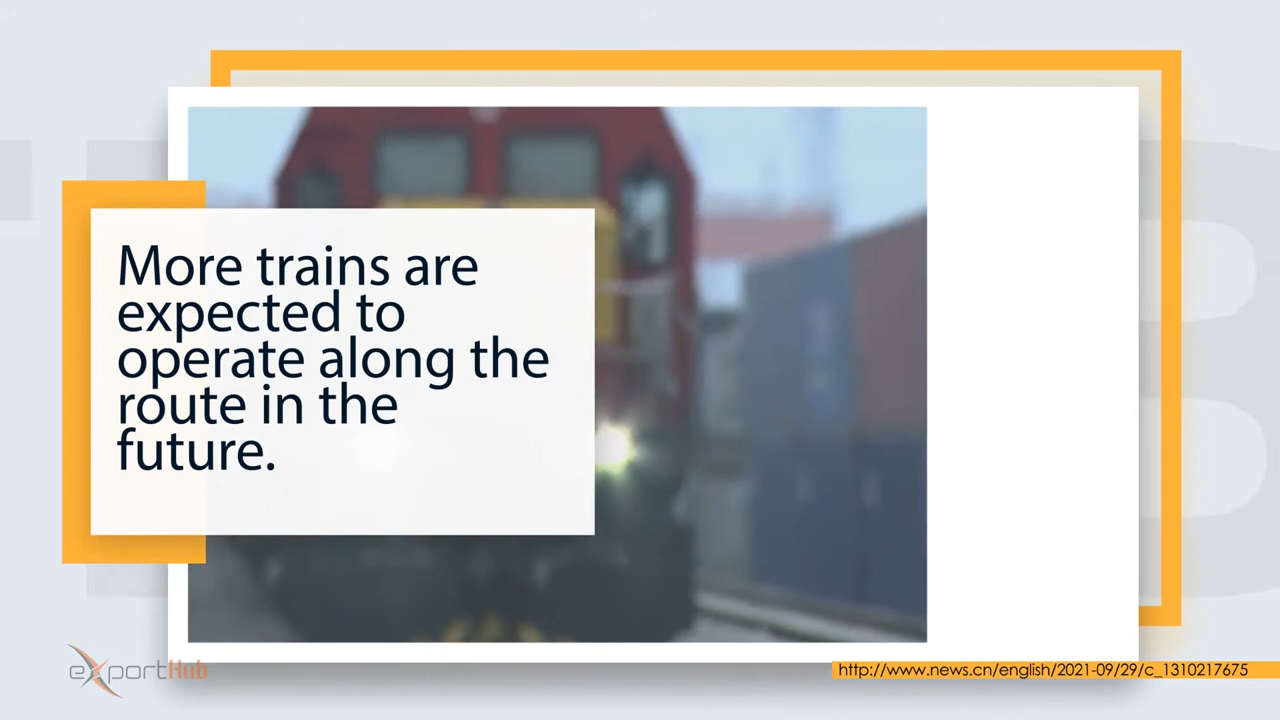 More trains are
expected to
operate along the
route in the
future.
exportHub
http://www.news.cn/english/2021-09/29/c_1310217675